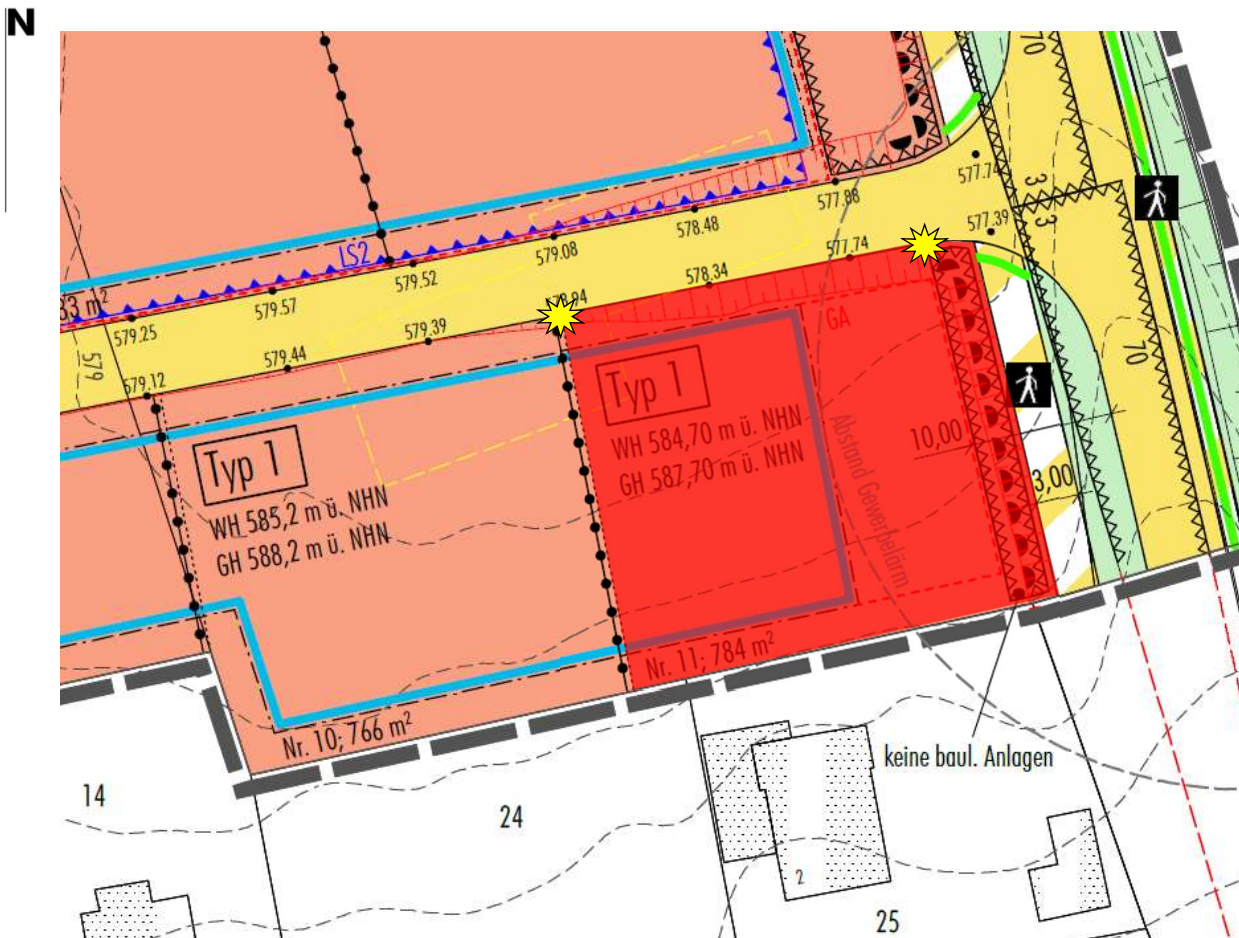 N
70
577.74
3
3
577.39
577.88
578.48
579.08
LS2
579.52
579.57
579.25
33 m²
579
577.74
578.34
579.39
579.44
579.12
GA
70
Typ 1
WH 584,70 m ü. NHN
GH 587,70 m ü. NHN
Abstand Gewerbelärm
10,00
3,00
Typ 1
WH 585,2 m ü. NHN
GH 588,2 m ü. NHN
Nr. 11; 784 m²
Nr. 10; 766 m²
keine baul. Anlagen
14
24
2
25